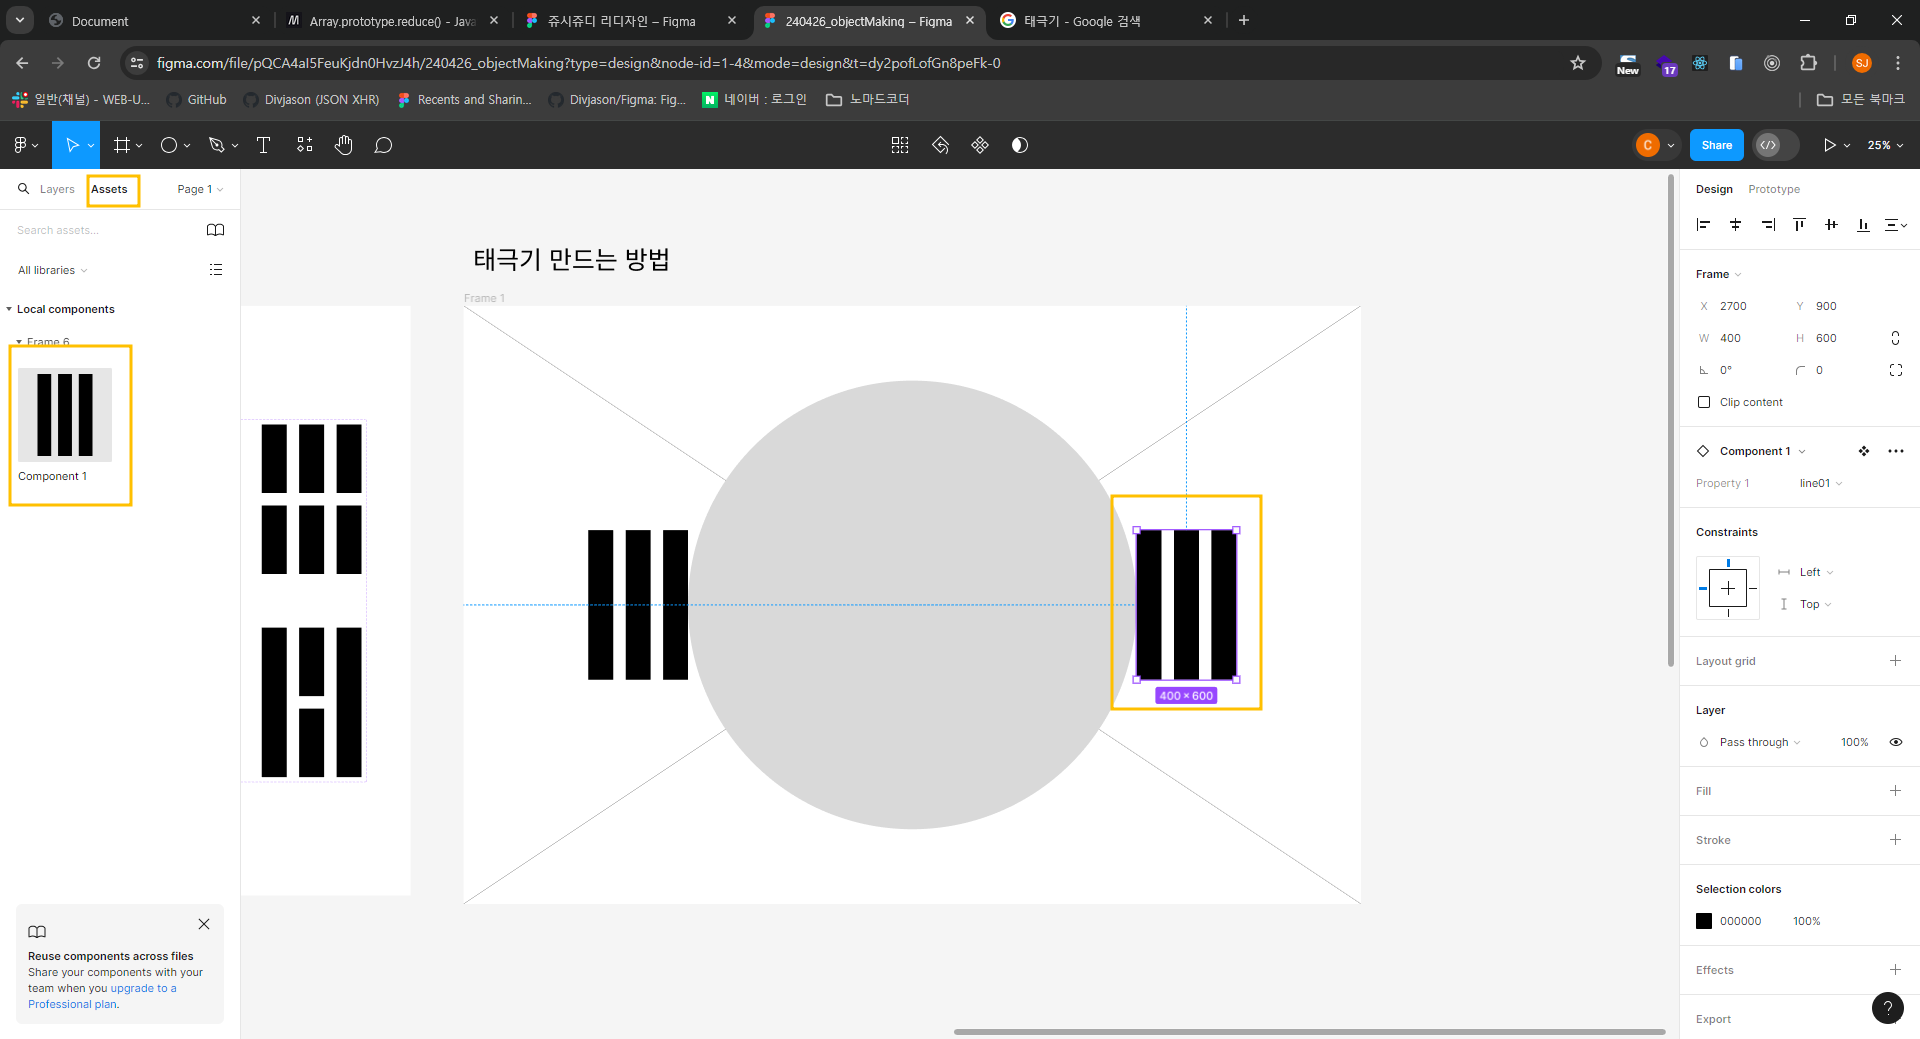 Document
Array.prototype.reduce() - Java
쥬시쥬디 리디자인 – Figma
240426_objectMaking – Figma
태극기 - Google 검색
figma.com/file/pQCA4aI5FeuKjdn0HvzJ4h/240426_objectMaking?type=design&node-id=1-4&mode=design&t=dy2pofLofGn8peFk-0
New
17
SJ
일반(채널) - WEB-U...
GitHub
Divjason (JSON XHR)
Recents and Sharin...
Divjason/Figma: Fig...
N
네이버 : 로그인
노마드코더
모든 북마크
C
Share
25%
Layers
Assets
Page 1
Search assets...
All libraries
Local components
Frame 6
Component 1
Reuse components across files
Share your components with your
team when you upgrade to a
Professional plan.
태극기 만드는 방법
Frame 1
400 × 600
Design
Prototype
Frame
X 2700
Y 900
W 400
H 600
0°
0
Clip content
Component 1
Property 1
line01
Constraints
Left
Top
Layout grid
Layer
Pass through
100%
Fill
Stroke
Selection colors
000000
100%
Effects
Export
?